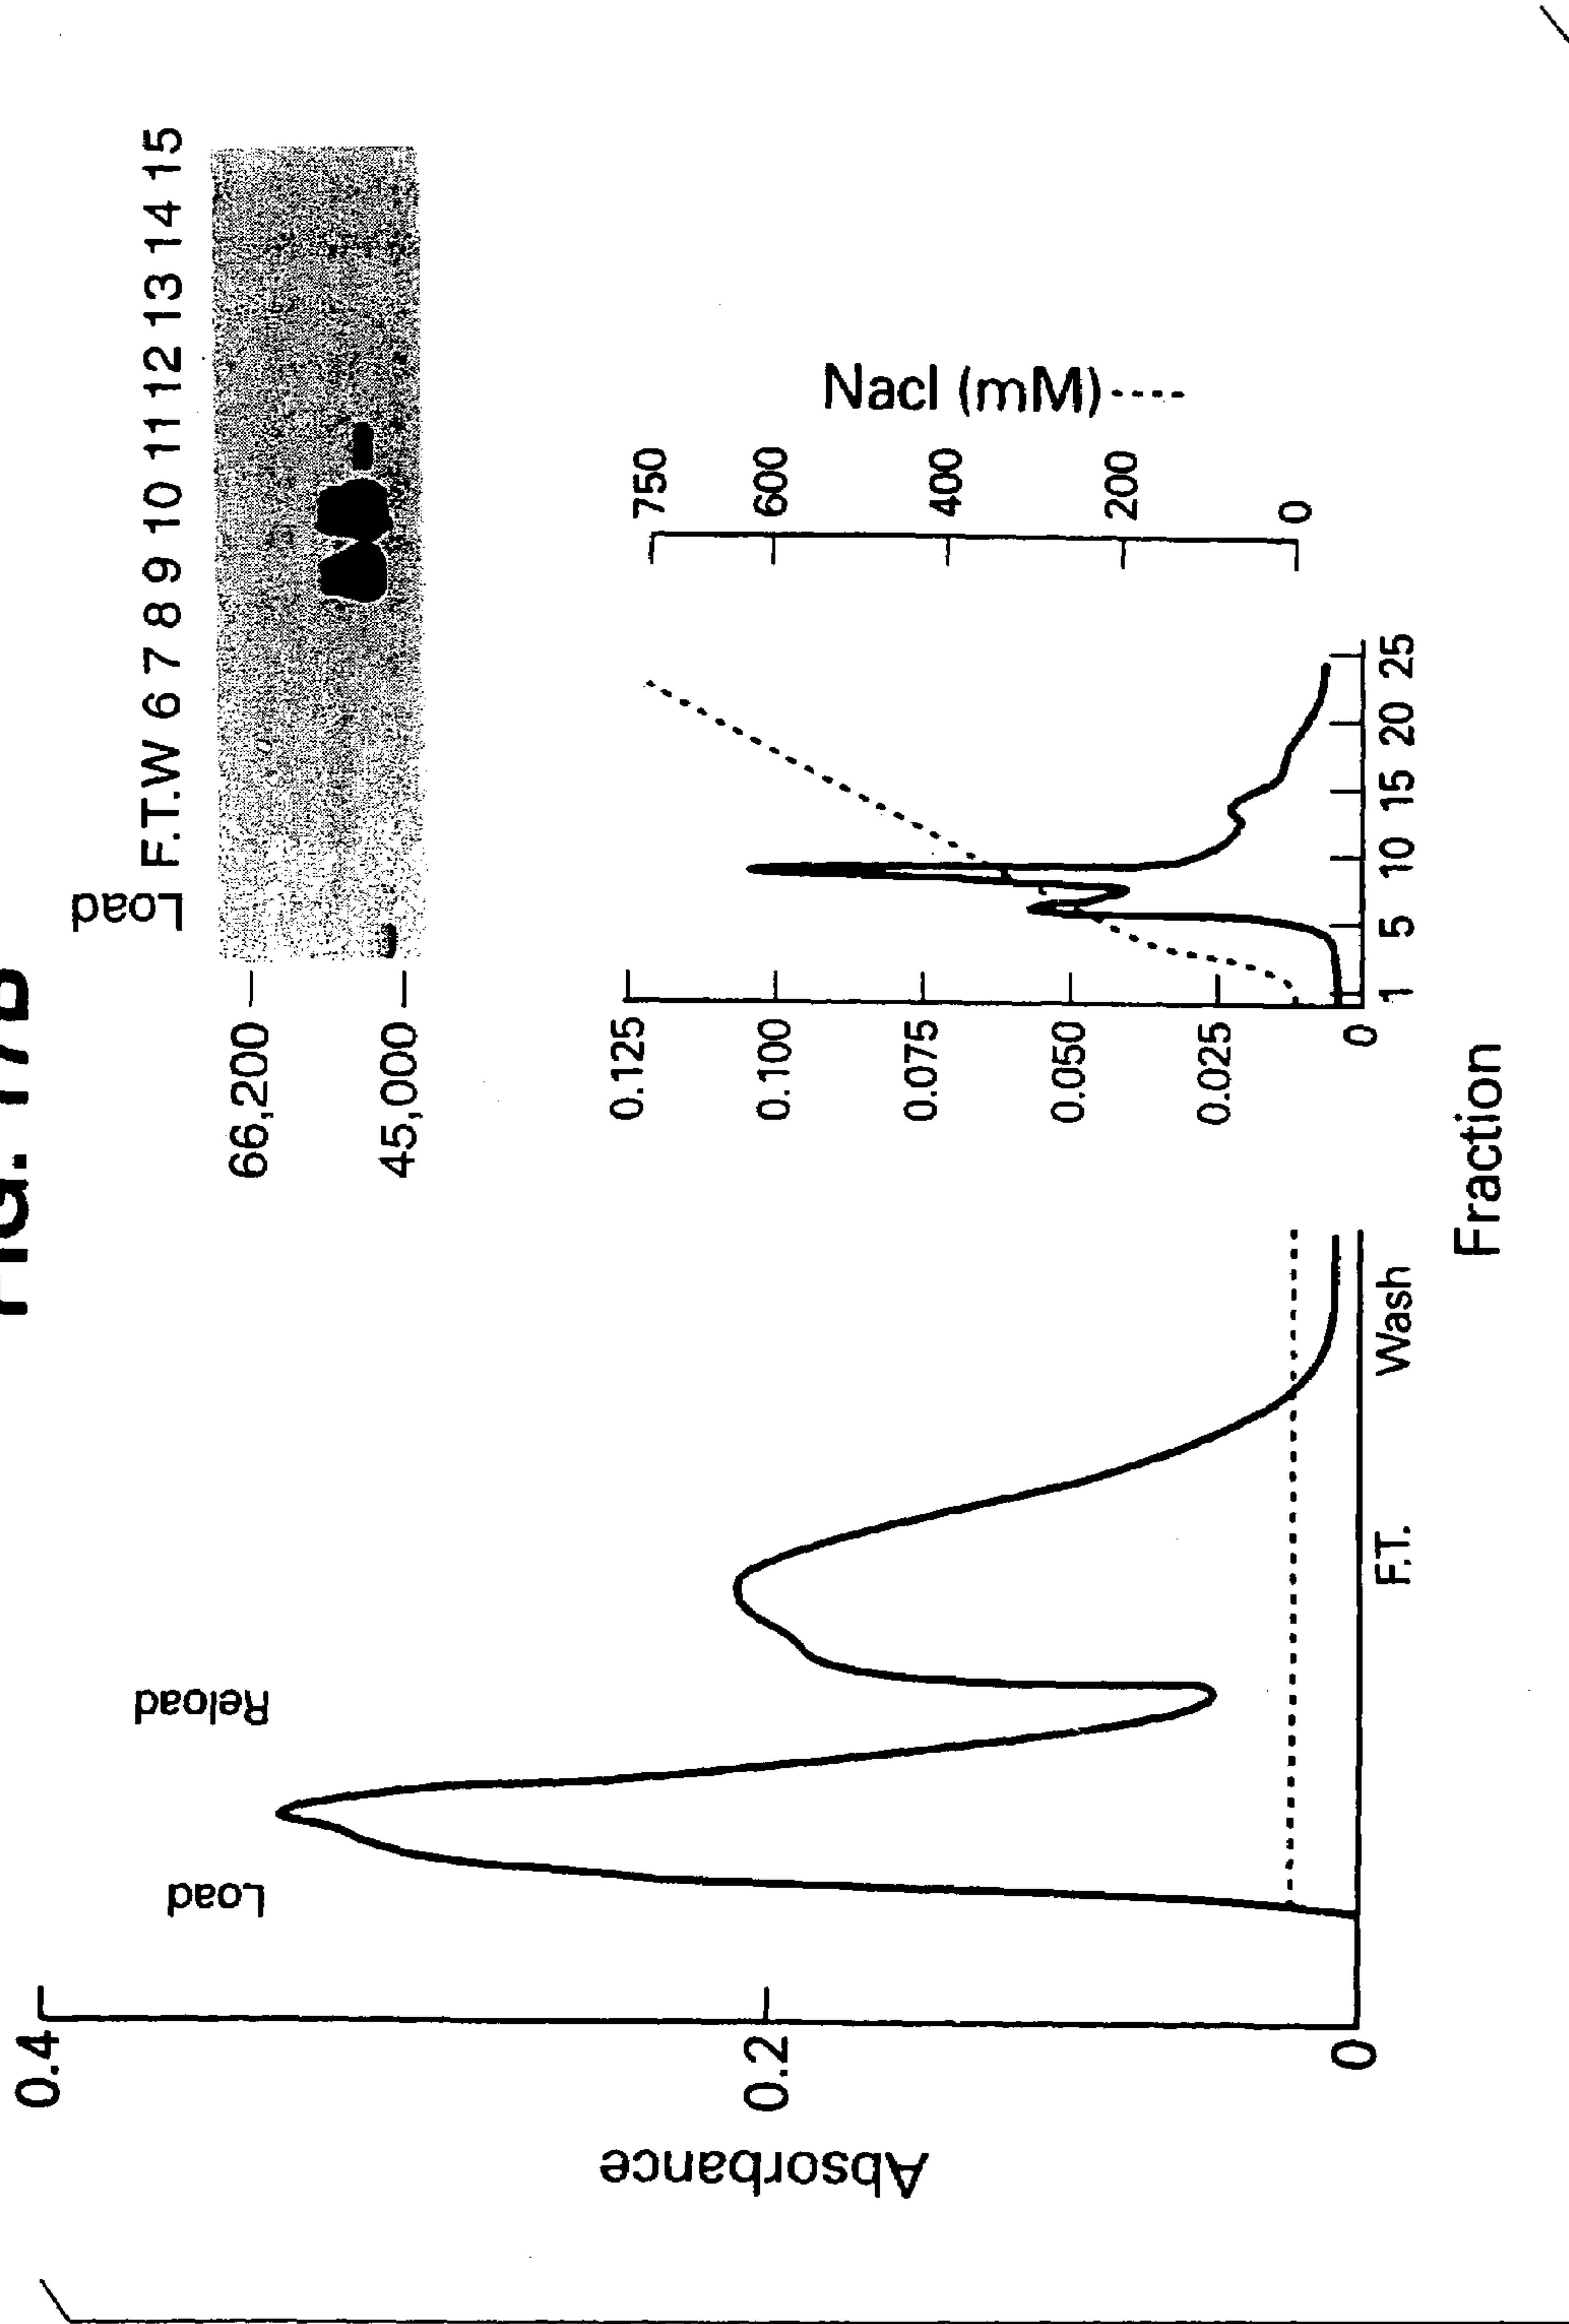 FIG. 17B
Load
F.T.W 6 7 8 9 10 11 12 13 14 15
66,200
45,000
Load
Reload
0.4
0.2
0
Absorbance
F.T.
Wash
0.125
0.100
0.075
0.050
0.025
0
1 5 10 15 20 25
Fraction
750
600
400
200
0
Nacl (mM)